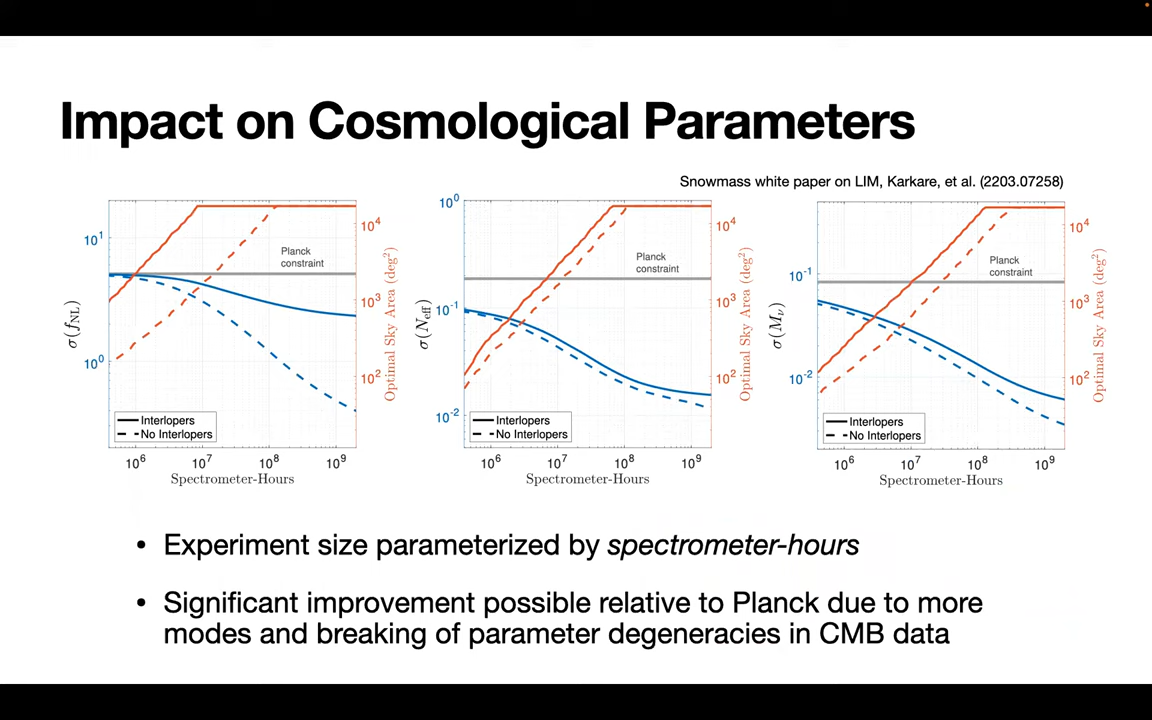 Impact on Cosmological Parameters
Snowmass white paper on LIM, Karkare, et al. (2203.07258)
10¹
10⁰
σ(f_NL)
Planck
constraint
10⁴
10³
10²
Optimal Sky Area (deg²)
Interlopers
No Interlopers
10⁶ 10⁷ 10⁸ 10⁹
Spectrometer-Hours
10⁰
10⁻¹
10⁻²
σ(N_eff)
Planck
constraint
10⁴
10³
10²
Optimal Sky Area (deg²)
Interlopers
No Interlopers
10⁶ 10⁷ 10⁸ 10⁹
Spectrometer-Hours
10⁻¹
10⁻²
σ(M_ν)
Planck
constraint
10⁴
10³
10²
Optimal Sky Area (deg²)
Interlopers
No Interlopers
10⁶ 10⁷ 10⁸ 10⁹
Spectrometer-Hours
• Experiment size parameterized by spectrometer-hours
• Significant improvement possible relative to Planck due to more
modes and breaking of parameter degeneracies in CMB data